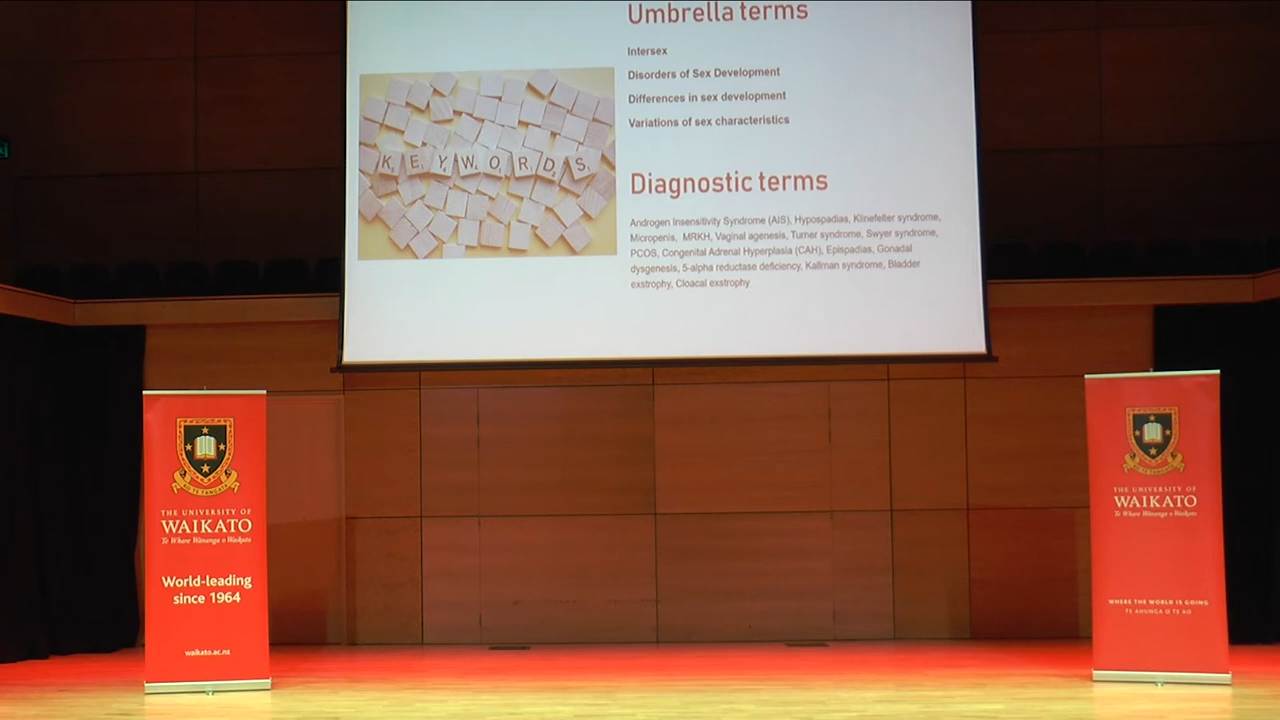 Umbrella terms
Intersex
Disorders of Sex Development
Differences in sex development
Variations of sex characteristics
KEYWORDS
Diagnostic terms
Androgen Insensitivity Syndrome (AIS), Hypospadias, Klinefelter syndrome,
Micropenis, MRKH, Vaginal agenesis, Turner syndrome, Swyer syndrome,
PCOS, Congenital Adrenal Hyperplasia (CAH), Epispadias, Gonadal
dysgenesis, 5-alpha reductase deficiency, Kallman syndrome, Bladder
exstrophy, Cloacal exstrophy
KO TE TANGATA
THE UNIVERSITY OF
WAIKATO
Te Whare Wānanga o Waikato
World-leading
since 1964
waikato.ac.nz
THE UNIVERSITY OF
WAIKATO
Te Whare Wānanga o Waikato
WHERE THE WORLD IS GOING
TE AHUNGA O TE AO